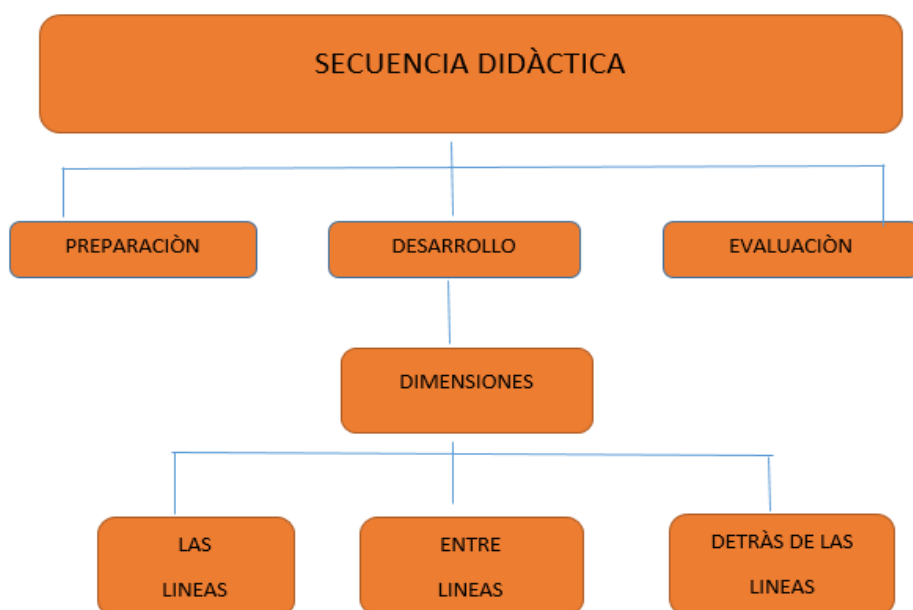 SECUENCIA DIDÀCTICA
PREPARACIÒN
DESARROLLO
EVALUACIÒN
DIMENSIONES
LAS
LINEAS
ENTRE
LINEAS
DETRÀS DE LAS
LINEAS